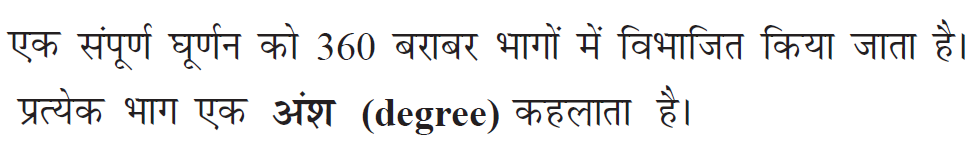 एक संपूर्ण घूर्णन को 360 बराबर भागों में विभाजित किया जाता है।
प्रत्येक भाग एक अंश (degree) कहलाता है।